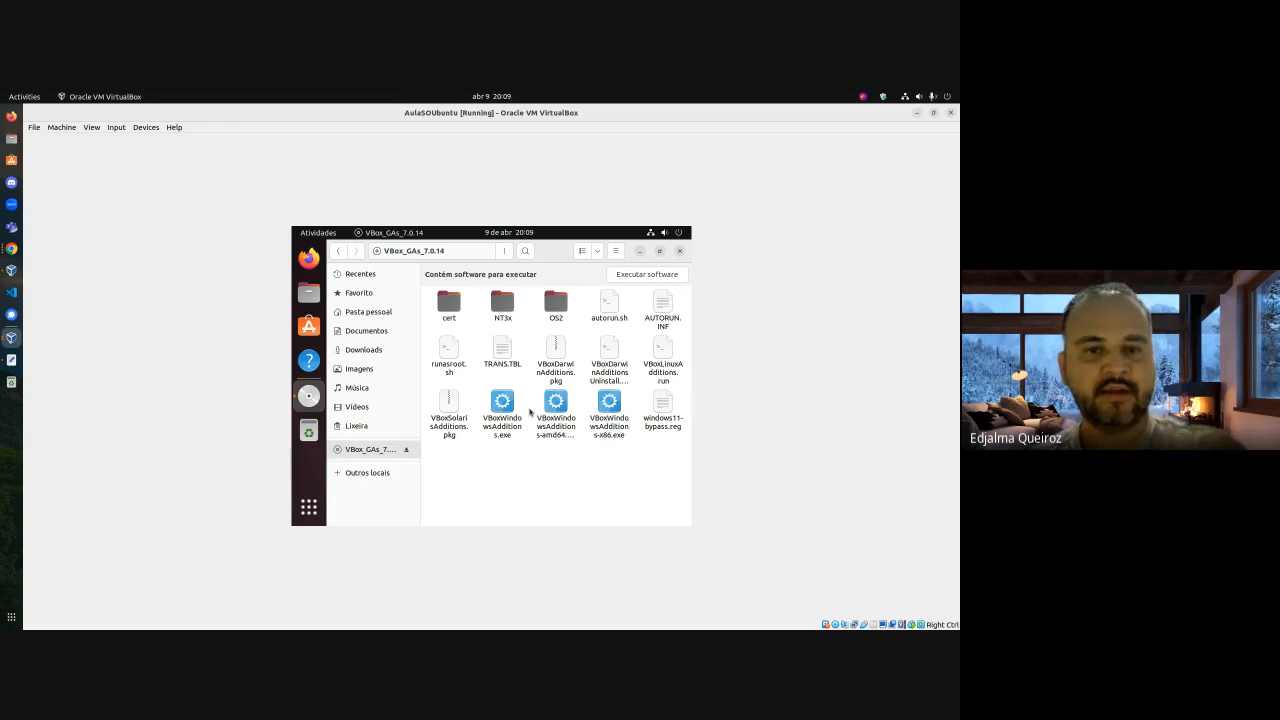 Activities
Oracle VM VirtualBox
abr 9 20:09
AulaSOUbuntu [Running] - Oracle VM VirtualBox
File Machine View Input Devices Help
Atividades
VBox_GAs_7.0.14
9 de abr 20:09
VBox_GAs_7.0.14
Recentes
Favorito
Pasta pessoal
Documentos
Downloads
Imagens
Música
Vídeos
Lixeira
VBox_GAs_7....
Outros locais
Contém software para executar
Executar software
cert
NT3x
OS2
autorun.sh
AUTORUN.
INF
runasroot.
sh
TRANS.TBL
VBoxDarwi
nAdditions.
pkg
VBoxDarwi
nAdditions
Uninstall....
VBoxLinuxA
dditions.
run
VBoxSolari
sAdditions.
pkg
VBoxWindo
wsAddition
s.exe
VBoxWindo
wsAddition
s-amd64....
VBoxWindo
wsAddition
s-x86.exe
windows11-
bypass.reg
Right Ctrl
Edjalma Queiroz